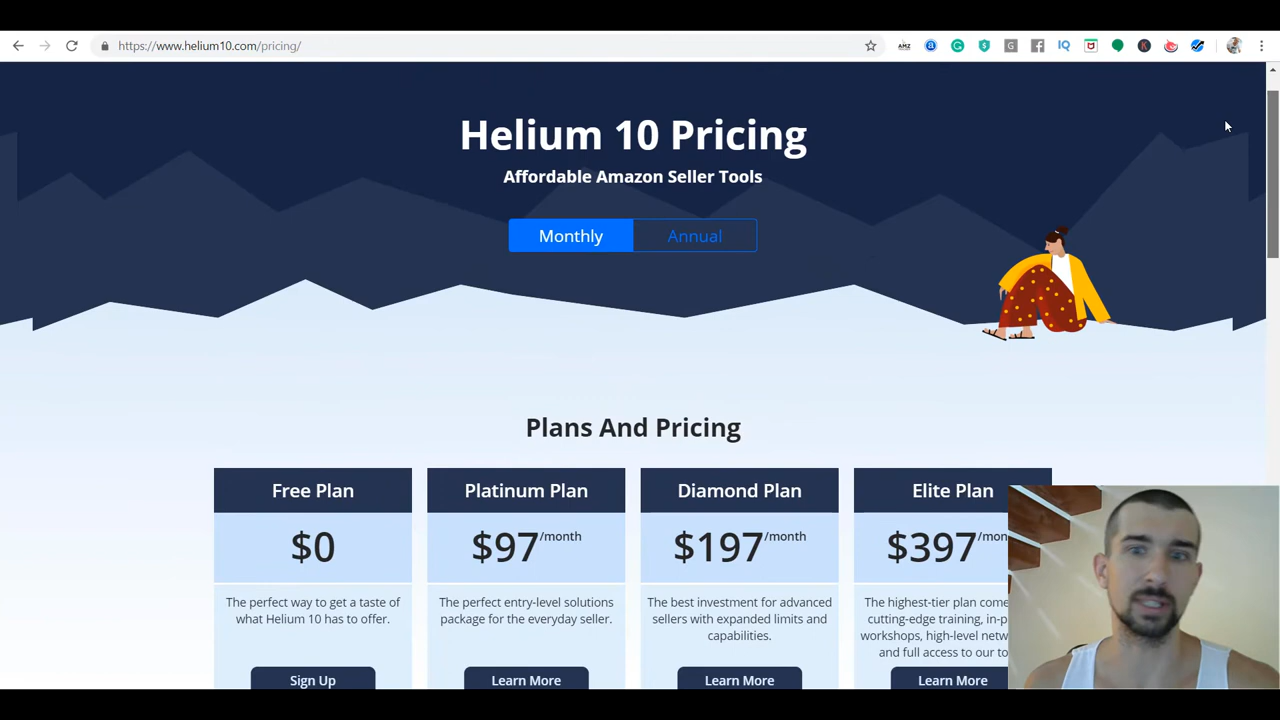 https://www.helium10.com/pricing/
AMZ
IQ
Helium 10 Pricing
Affordable Amazon Seller Tools
Monthly
Annual
Plans And Pricing
Free Plan
Platinum Plan
Diamond Plan
Elite Plan
$0
$97/month
$197/month
$397/mon
The perfect way to get a taste of
what Helium 10 has to offer.
The perfect entry-level solutions
package for the everyday seller.
The best investment for advanced
sellers with expanded limits and
capabilities.
The highest-tier plan come
cutting-edge training, in-p
workshops, high-level netw
and full access to our to
Sign Up
Learn More
Learn More
Learn More